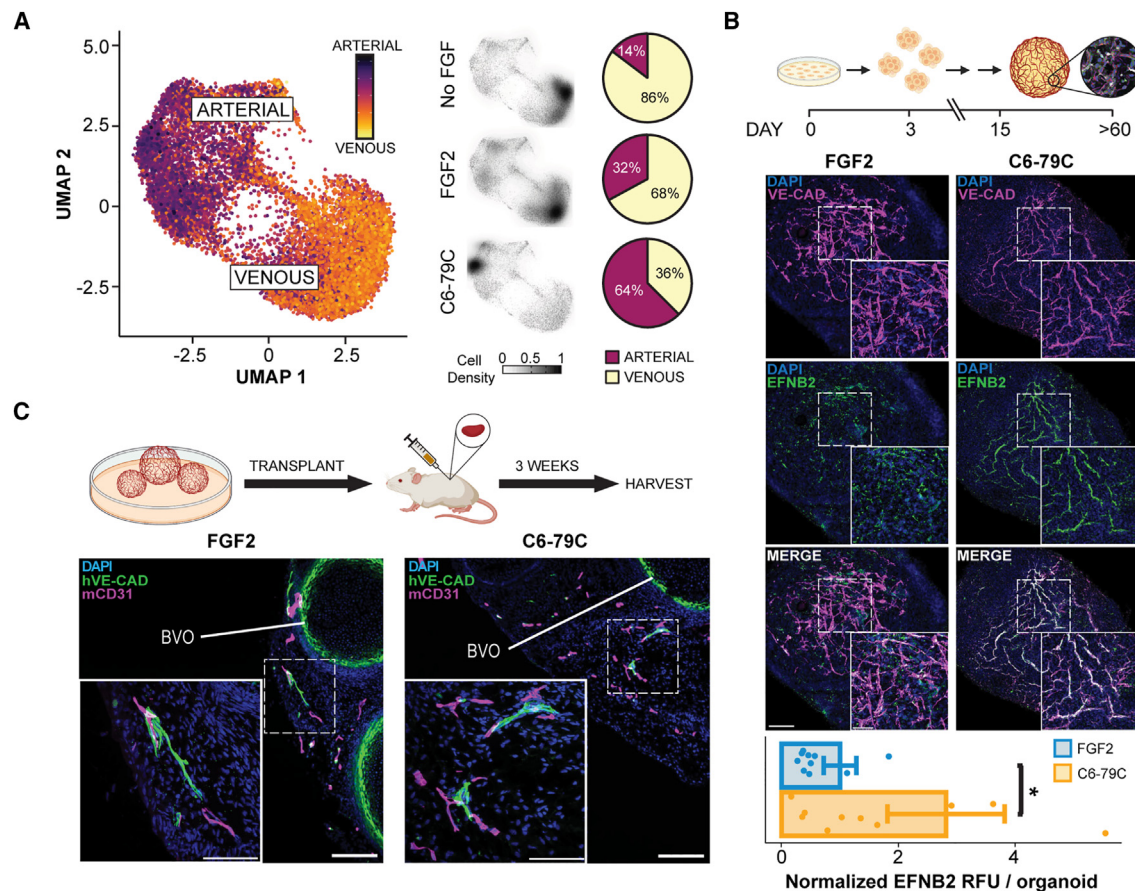 A
5.0
2.5
0
-2.5
UMAP 2
-2.5
0
2.5
UMAP 1
ARTERIAL
VENOUS
ARTERIAL
VENOUS
No FGF
14%
86%
FGF2
32%
68%
C6-79C
36%
64%
Cell
Density
0 0.5 1
ARTERIAL
VENOUS
B
DAY 0 3 15 >60
FGF2 C6-79C
DAPI
VE-CAD
DAPI
VE-CAD
DAPI
EFNB2
DAPI
EFNB2
MERGE
MERGE
FGF2
C6-79C
*
0 2 4
Normalized EFNB2 RFU / organoid
C
TRANSPLANT
3 WEEKS
HARVEST
FGF2 C6-79C
DAPI
hVE-CAD
mCD31
BVO
DAPI
hVE-CAD
mCD31
BVO